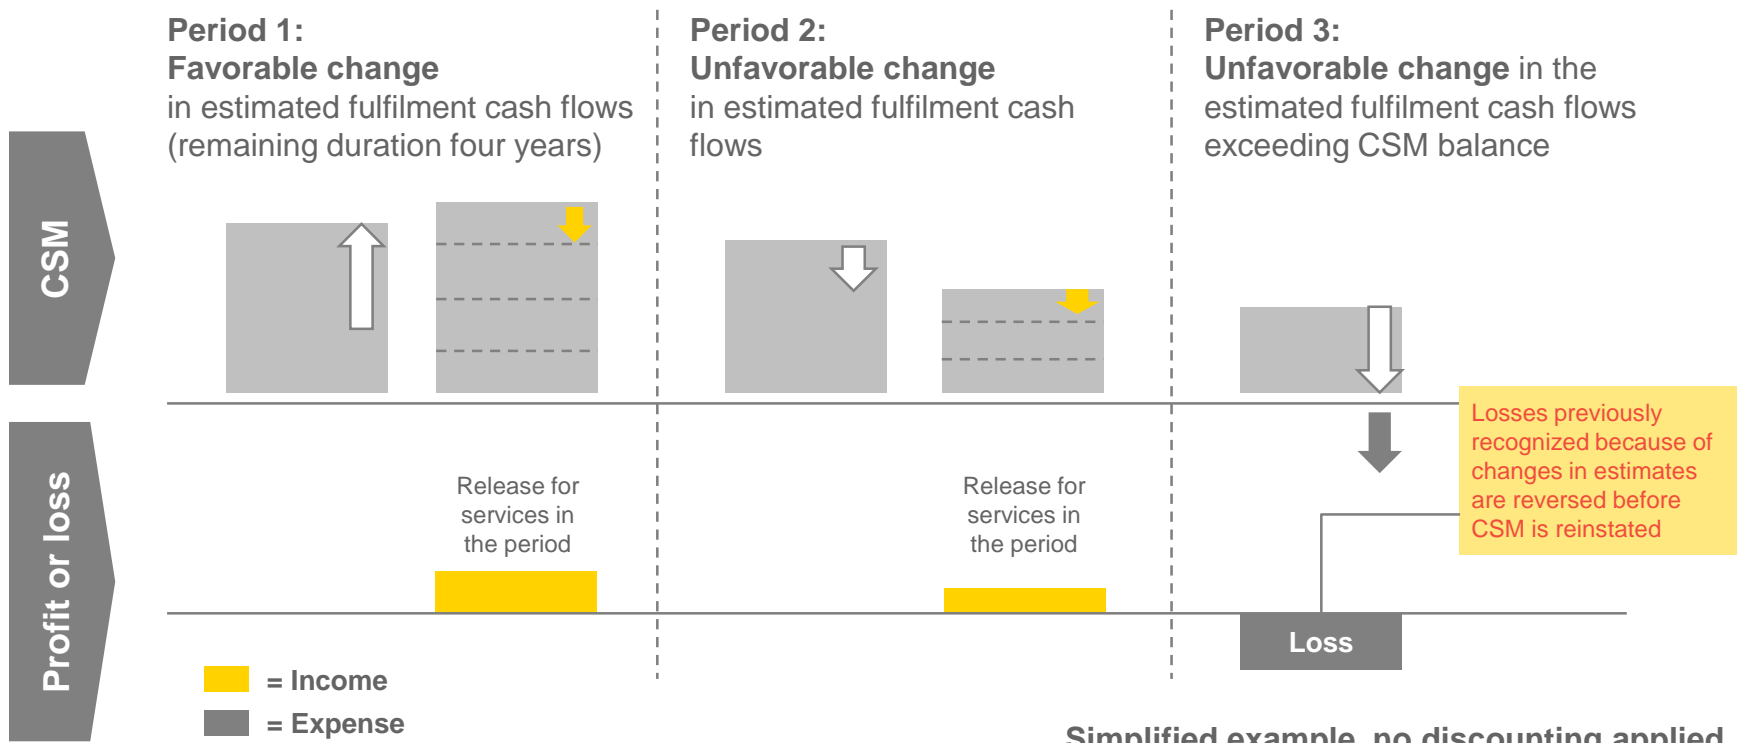 Period 1:
Favorable change
in estimated fulfilment cash flows
(remaining duration four years)
Period 2:
Unfavorable change
in estimated fulfilment cash
flows
Period 3:
Unfavorable change in the
estimated fulfilment cash flows
exceeding CSM balance
CSM
Losses previously
recognized because of
changes in estimates
are reversed before
CSM is reinstated
Profit or loss
Release for
services in
the period
Release for
services in
the period
Loss
= Income
= Expense
Simplified example, no discounting applied